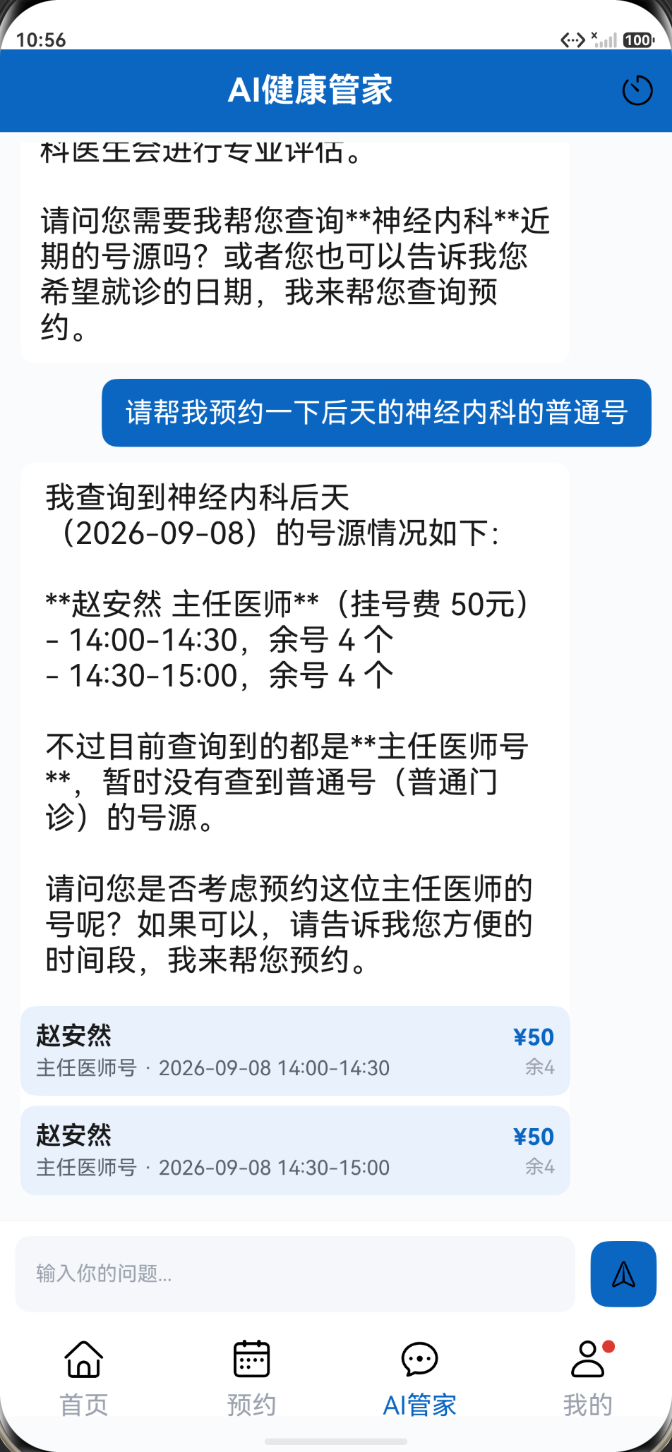 10:56
100
AI健康管家
科医生会进行专业评估。
请问您需要我帮您查询**神经内科**近
期的号源吗？或者您也可以告诉我您
希望就诊的日期，我来帮您查询预
约。
请帮我预约一下后天的神经内科的普通号
我查询到神经内科后天
（2026-09-08）的号源情况如下：
**赵安然 主任医师**（挂号费 50元）
- 14:00-14:30，余号 4 个
- 14:30-15:00，余号 4 个
不过目前查询到的都是**主任医师号
**，暂时没有查到普通号（普通门
诊）的号源。
请问您是否考虑预约这位主任医师的
号呢？如果可以，请告诉我您方便的
时间段，我来帮您预约。
赵安然
¥50
主任医师号 · 2026-09-08 14:00-14:30
余4
赵安然
¥50
主任医师号 · 2026-09-08 14:30-15:00
余4
输入你的问题...
首页
预约
AI管家
我的